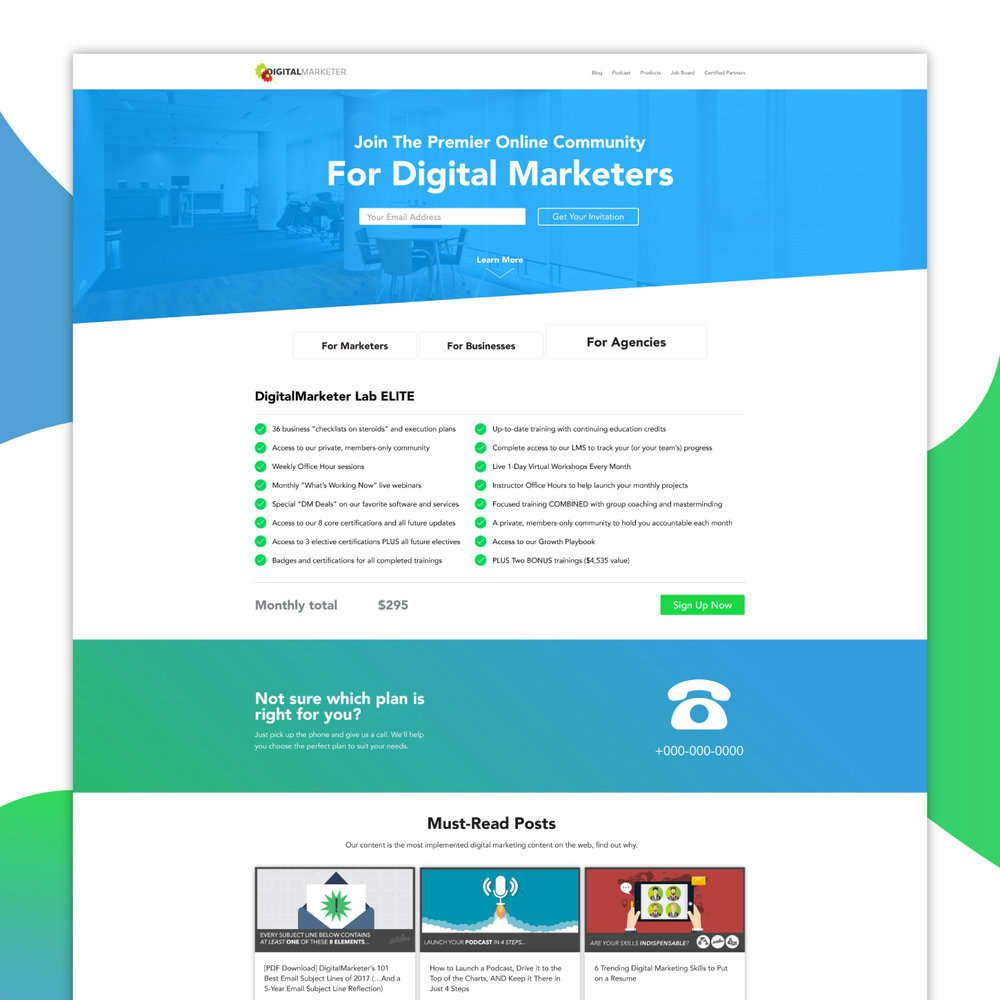 DIGITALMARKETER
Blog Podcast Products Job Board Certified Partners
Join The Premier Online Community
For Digital Marketers
Your Email Address
Get Your Invitation
Learn More
For Marketers
For Businesses
For Agencies
DigitalMarketer Lab ELITE
36 business “checklists on steroids” and execution plans
Access to our private, members-only community
Weekly Office Hour sessions
Monthly “What’s Working Now” live webinars
Special “DM Deals” on our favorite software and services
Access to our 8 core certifications and all future updates
Access to 3 elective certifications PLUS all future electives
Badges and certifications for all completed trainings
Up-to-date training with continuing education credits
Complete access to our LMS to track your (or your team’s) progress
Live 1-Day Virtual Workshops Every Month
Instructor Office Hours to help launch your monthly projects
Focused training COMBINED with group coaching and masterminding
A private, members-only community to hold you accountable each month
Access to our Growth Playbook
PLUS Two BONUS trainings ($4,535 value)
Monthly total $295
Sign Up Now
Not sure which plan is
right for you?
Just pick up the phone and give us a call. We’ll help
you choose the perfect plan to suit your needs.
+000-000-0000
Must-Read Posts
Our content is the most implemented digital marketing content on the web, find out why.
EVERY SUBJECT LINE BELOW CONTAINS
AT LEAST ONE OF THESE 8 ELEMENTS...
[PDF Download] DigitalMarketer’s 101
Best Email Subject Lines of 2017 (…And a
5-Year Email Subject Line Reflection)
LAUNCH YOUR PODCAST IN 4 STEPS...
How to Launch a Podcast, Drive it to the
Top of the Charts, AND Keep it There in
Just 4 Steps
ARE YOUR SKILLS INDISPENSABLE?
6 Trending Digital Marketing Skills to Put
on a Resume